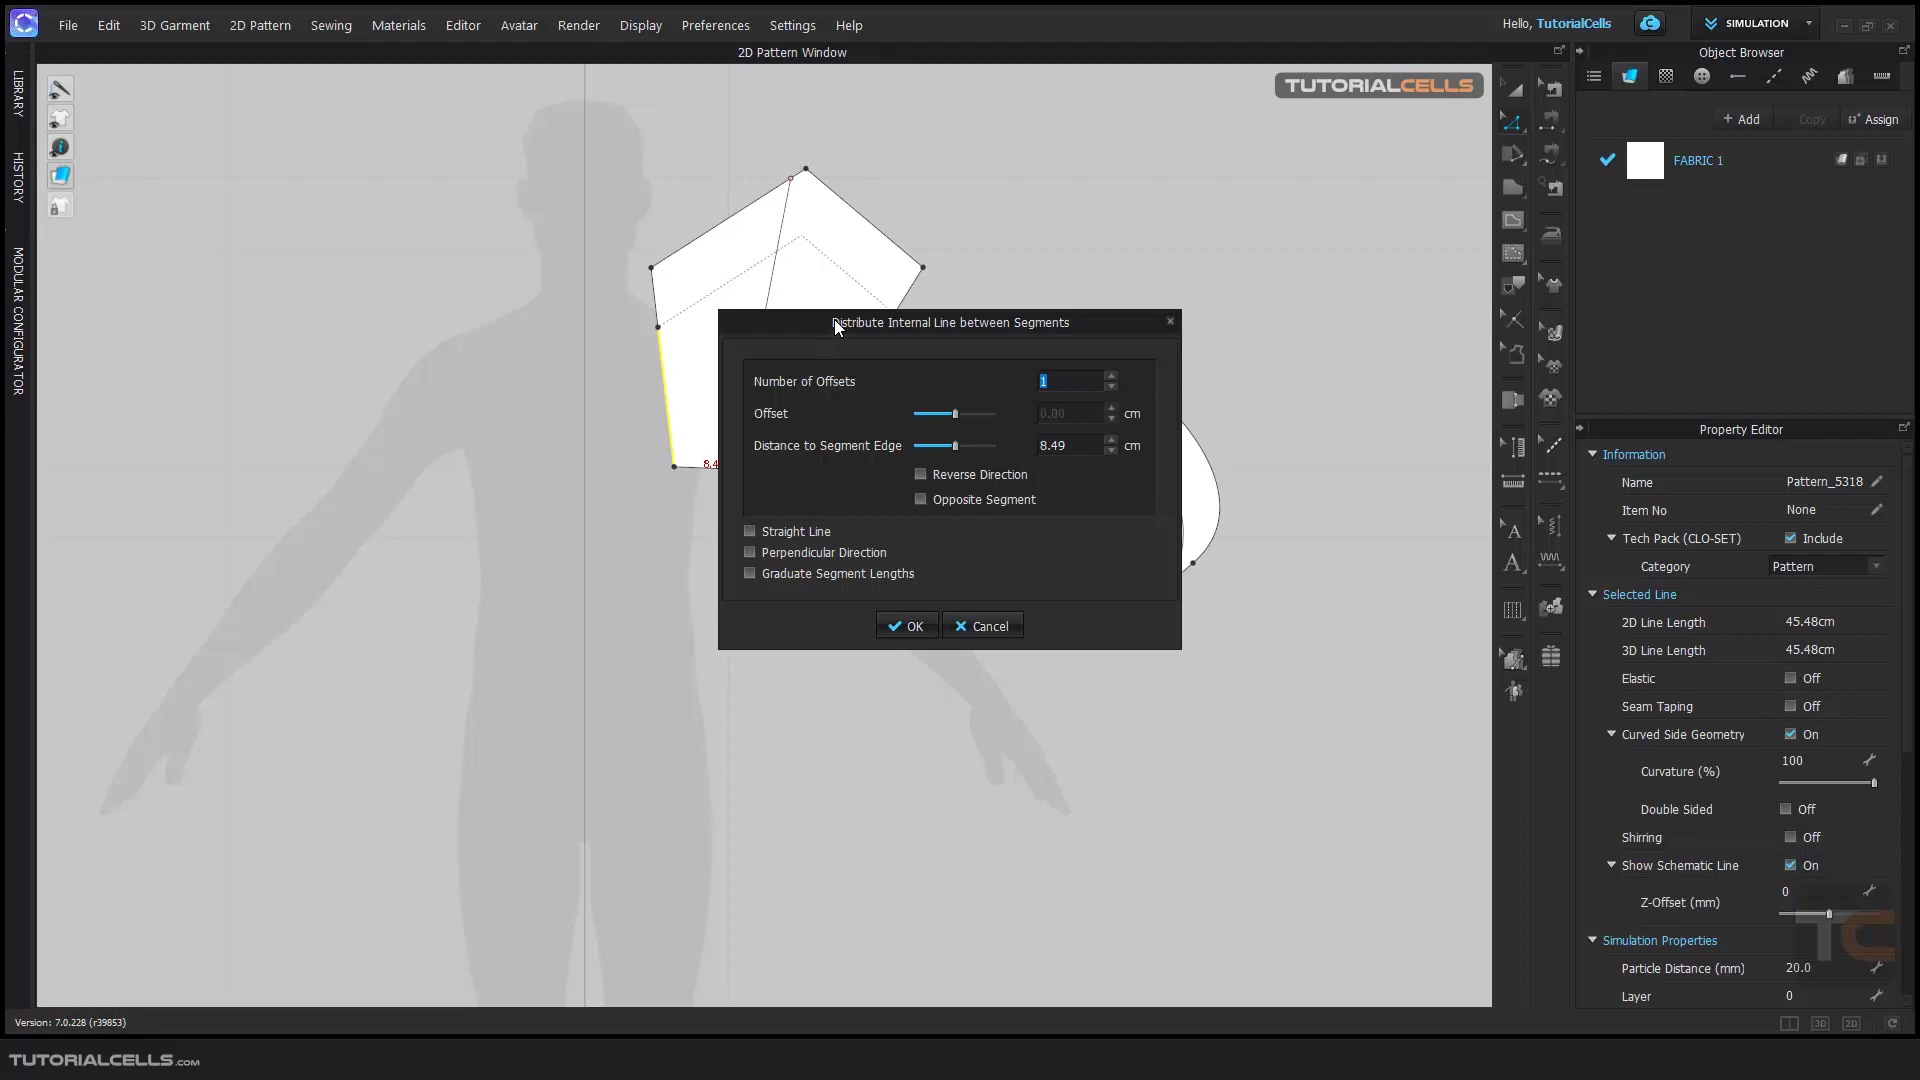 File Edit 3D Garment 2D Pattern Sewing Materials Editor Avatar Render Display Preferences Settings Help
Hello, TutorialCells
SIMULATION
2D Pattern Window
Object Browser
LIBRARY
HISTORY
MODULAR CONFIGURATOR
TUTORIALCELLS
+ Add Copy Assign
FABRIC 1
Distribute Internal Line between Segments
Number of Offsets 1
Offset 0.00 cm
Distance to Segment Edge 8.49 cm
Reverse Direction
Opposite Segment
Straight Line
Perpendicular Direction
Graduate Segment Lengths
OK Cancel
8.4
Property Editor
Information
Name Pattern_5318
Item No None
Tech Pack (CLO-SET) Include
Category Pattern
Selected Line
2D Line Length 45.48cm
3D Line Length 45.48cm
Elastic Off
Seam Taping Off
Curved Side Geometry On
Curvature (%) 100
Double Sided Off
Shirring Off
Show Schematic Line On
Z-Offset (mm) 0
TC
Simulation Properties
Particle Distance (mm) 20.0
Layer 0
Version: 7.0.228 (r39853)
3D 2D
TUTORIALCELLS.com